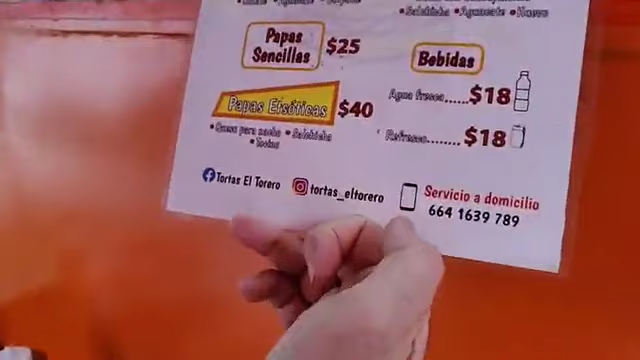 •Salchicha •Aguacate •Huevo
Papas
Sencillas $25
Papas Exsóticas $40
•Queso para nacho •Salchicha
•Tocino
Bebidas
Agua fresca.....$18
Refresco........$18
Tortas El Torero
tortas_eltorero
Servicio a domicilio
664 1639 789